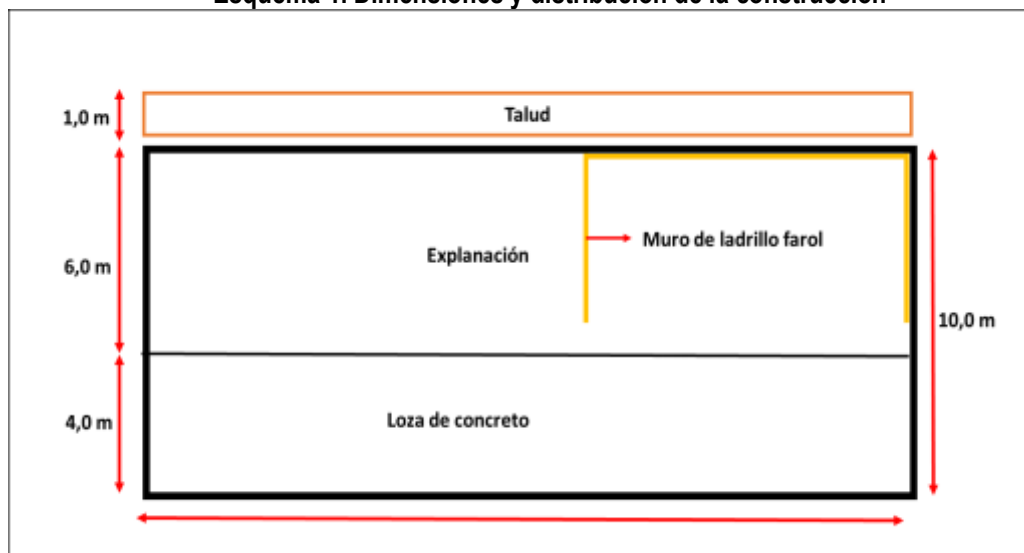 Esquema 1. Dimensiones y distribución de la construcción
Talud
1,0 m
Explanación
Muro de ladrillo farol
6,0 m
10,0 m
Loza de concreto
4,0 m